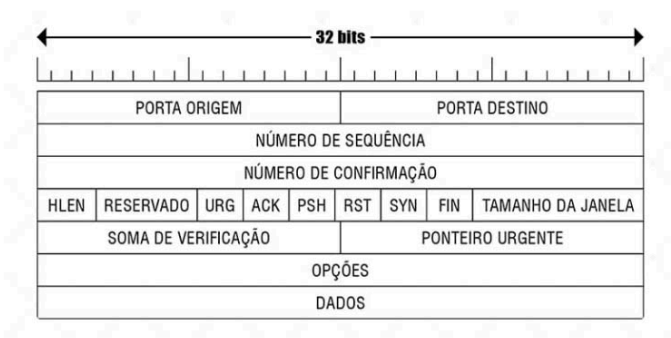 32 bits
PORTA ORIGEM PORTA DESTINO
NÚMERO DE SEQUÊNCIA
NÚMERO DE CONFIRMAÇÃO
HLEN RESERVADO URG ACK PSH RST SYN FIN TAMANHO DA JANELA
SOMA DE VERIFICAÇÃO PONTEIRO URGENTE
OPÇÕES
DADOS